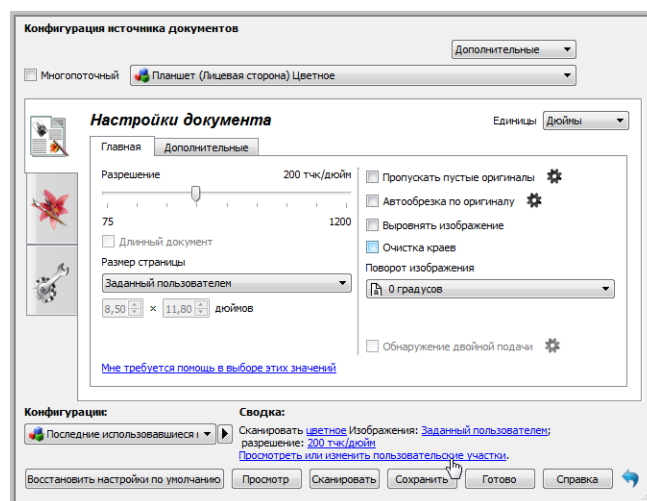 Конфигурация источника документов
Дополнительные
Многопоточный
Планшет (Лицевая сторона) Цветное
Настройки документа
Единицы Дюймы
Главная Дополнительные
Разрешение 200 тчк/дюйм
75 1200
Длинный документ
Размер страницы
Заданный пользователем
8,50 × 11,80 дюймов
Мне требуется помощь в выборе этих значений
Пропускать пустые оригиналы
Автообрезка по оригиналу
Выровнять изображение
Очистка краев
Поворот изображения
0 градусов
Обнаружение двойной подачи
Конфигурации:
Последние использовавшиеся
Сводка:
Сканировать цветное Изображения: Заданный пользователем;
разрешение: 200 тчк/дюйм
Просмотреть или изменить пользовательские участки.
Восстановить настройки по умолчанию Просмотр Сканировать Сохранить Готово Справка